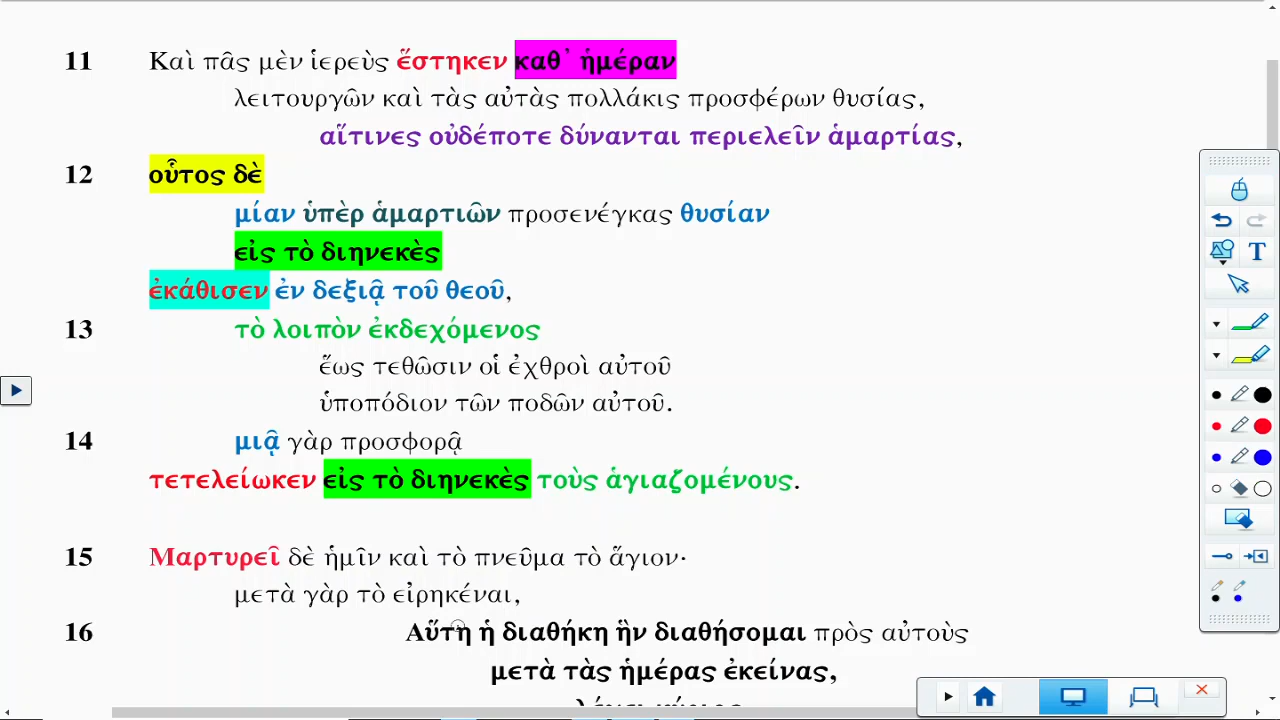 11 Καὶ πᾶς μὲν ἱερεὺς ἕστηκεν καθ᾽ ἡμέραν
λειτουργῶν καὶ τὰς αὐτὰς πολλάκις προσφέρων θυσίας,
αἵτινες οὐδέποτε δύνανται περιελεῖν ἁμαρτίας,
12 οὗτος δὲ
μίαν ὑπὲρ ἁμαρτιῶν προσενέγκας θυσίαν
εἰς τὸ διηνεκὲς
ἐκάθισεν ἐν δεξιᾷ τοῦ θεοῦ,
13 τὸ λοιπὸν ἐκδεχόμενος
ἕως τεθῶσιν οἱ ἐχθροὶ αὐτοῦ
ὑποπόδιον τῶν ποδῶν αὐτοῦ.
14 μιᾷ γὰρ προσφορᾷ
τετελείωκεν εἰς τὸ διηνεκὲς τοὺς ἁγιαζομένους.
15 Μαρτυρεῖ δὲ ἡμῖν καὶ τὸ πνεῦμα τὸ ἅγιον·
μετὰ γὰρ τὸ εἰρηκέναι,
16 Αὕτη ἡ διαθήκη ἣν διαθήσομαι πρὸς αὐτοὺς
μετὰ τὰς ἡμέρας ἐκείνας,
T